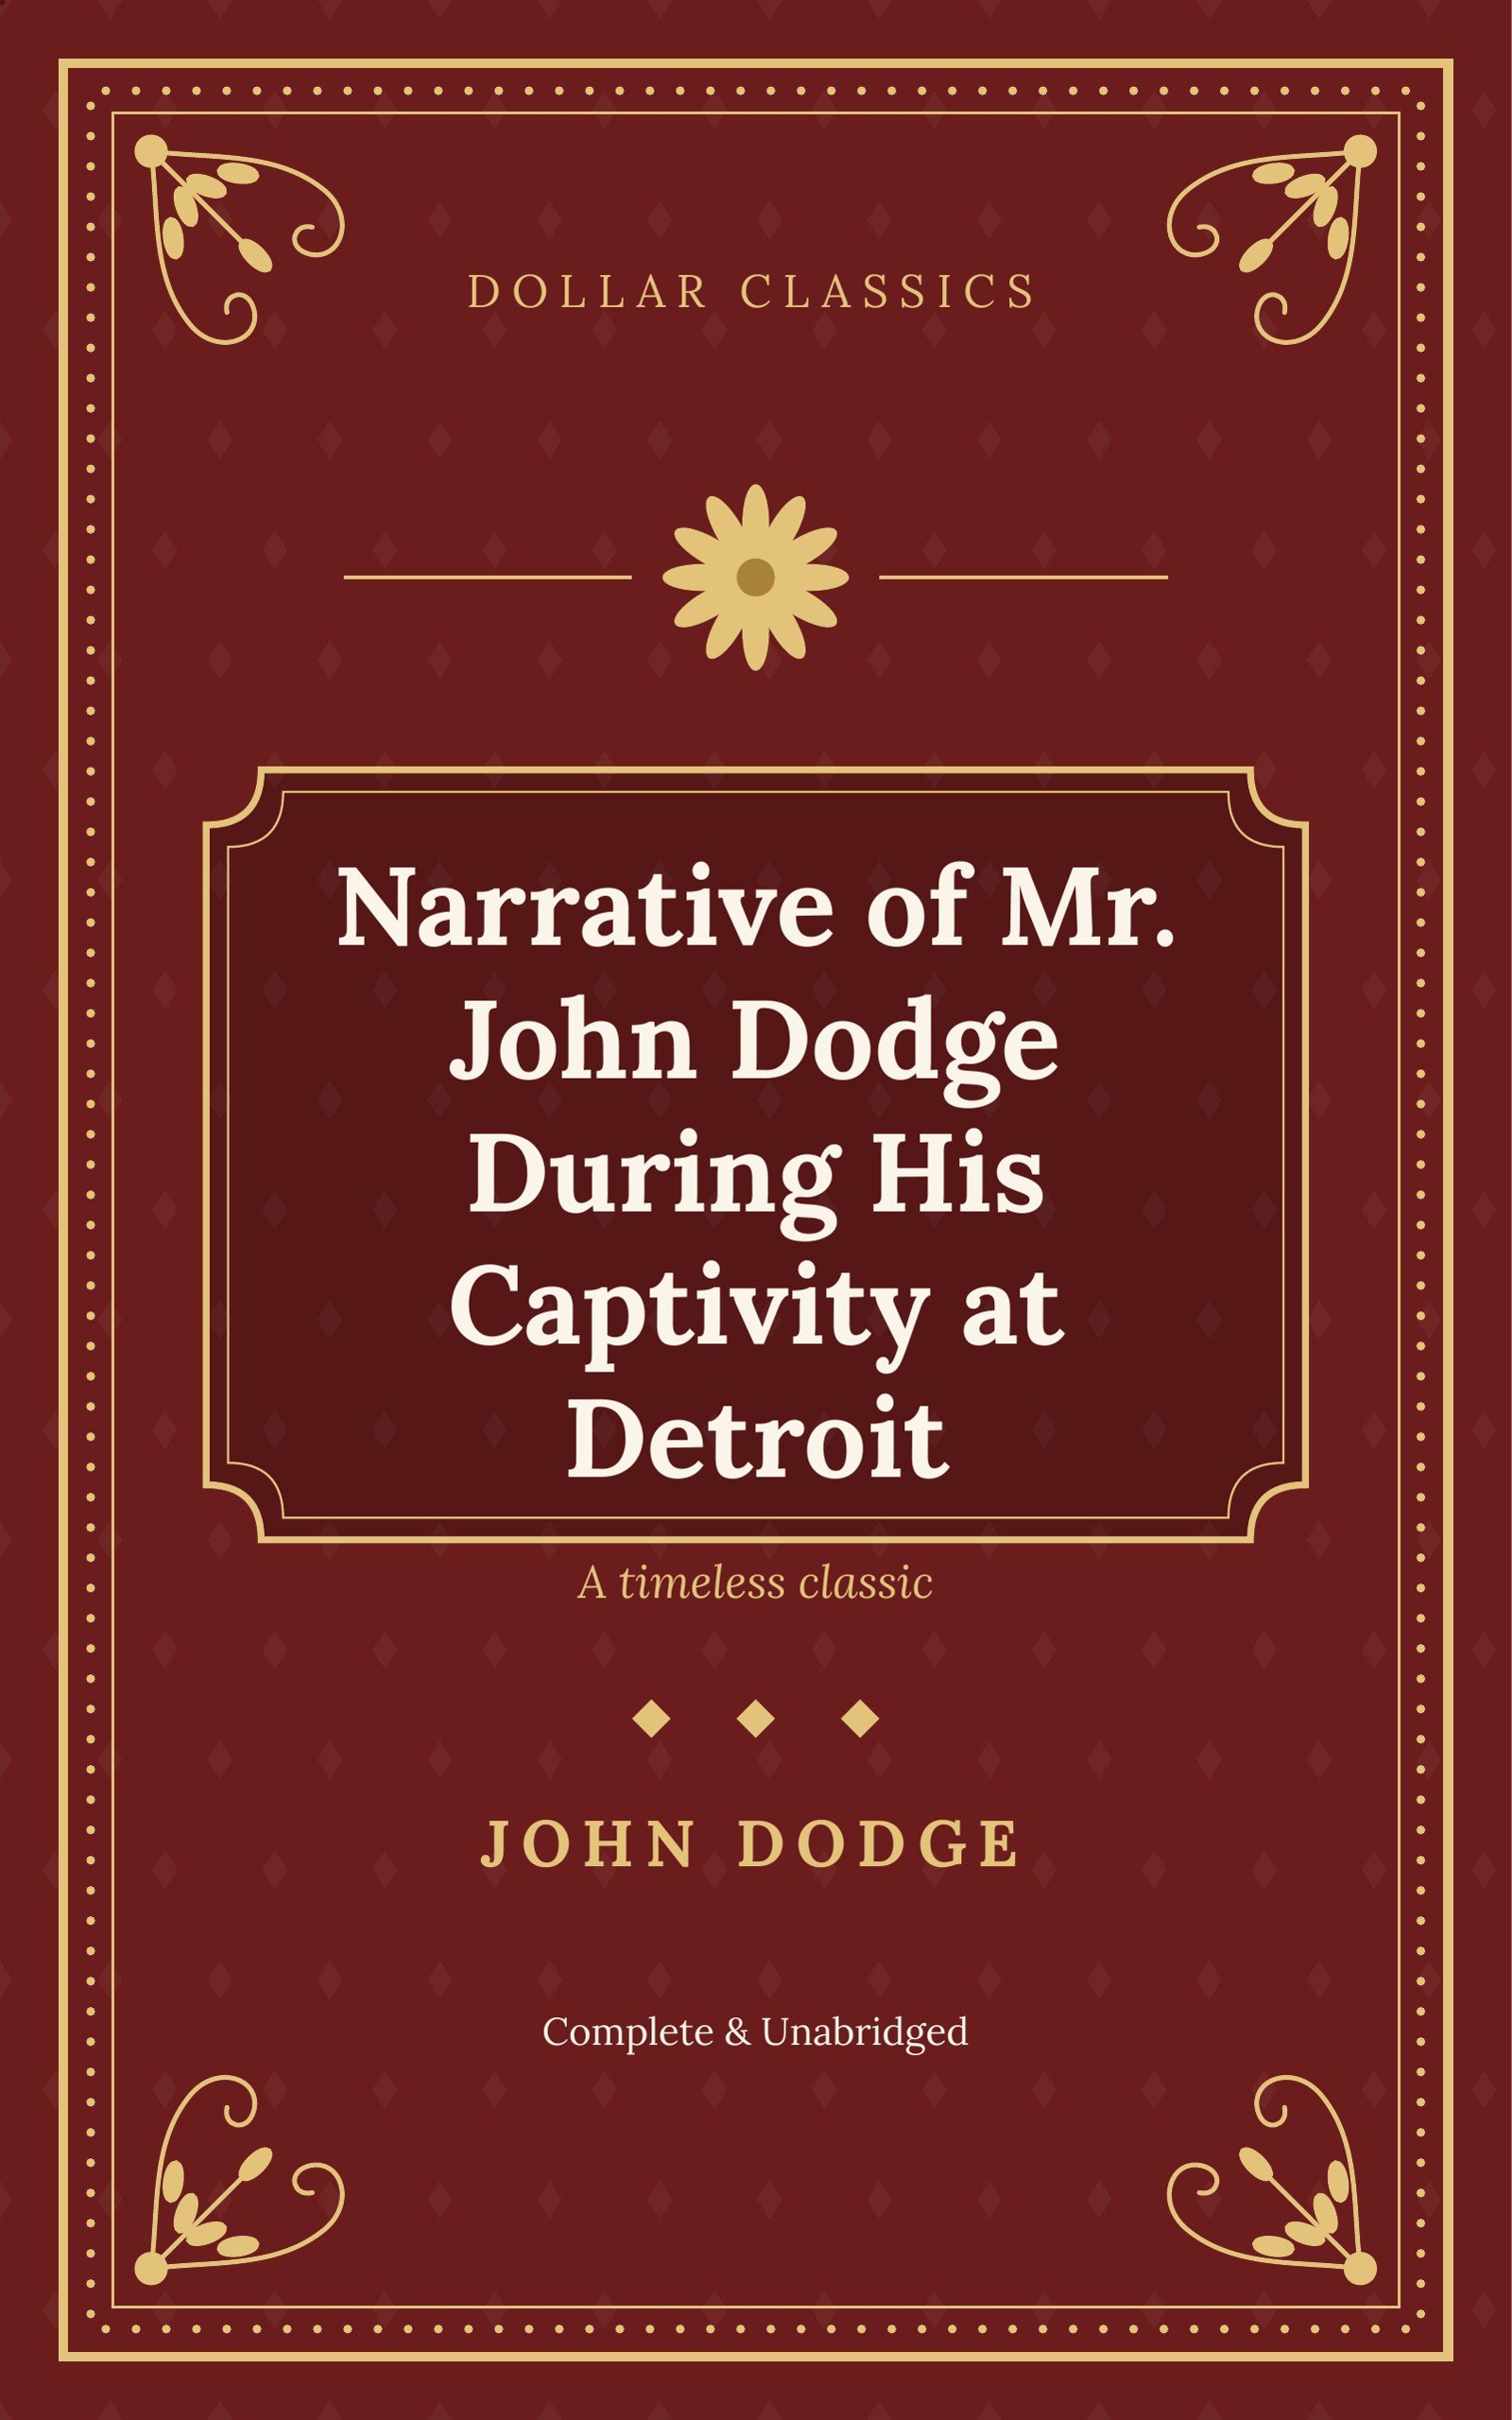 DOLLAR CLASSICS
Narrative of Mr.
John Dodge
During His
Captivity at
Detroit
A timeless classic
JOHN DODGE
Complete & Unabridged